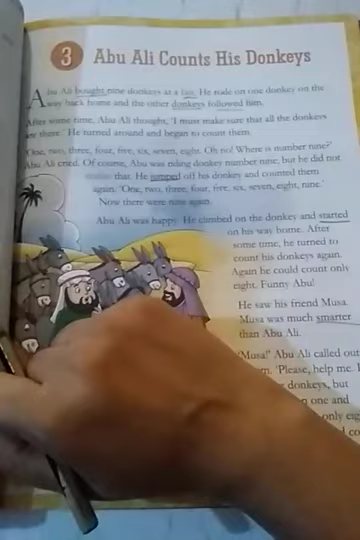 3 Abu Ali Counts His Donkeys
Abu Ali bought nine donkeys at a fair. He rode on one donkey on the
way back home and the other donkeys followed him.
After some time, Abu Ali thought, 'I must make sure that all the donkeys
are there.' He turned around and began to count them.
'One, two, three, four, five, six, seven, eight. Oh no! Where is number nine?'
Abu Ali cried. Of course, Abu was riding donkey number nine, but he did not
that. He jumped off his donkey and counted them
again. 'One, two, three, four, five, six, seven, eight, nine.'
Now there were nine again.
Abu Ali was happy. He climbed on the donkey and started
on his way home. After
some time, he turned to
count his donkeys again.
Again he could count only
eight. Funny Abu!
He saw his friend Musa.
Musa was much smarter
than Abu Ali.
'Musa!' Abu Ali called out
'Please, help me. I
donkeys, but
one and
only